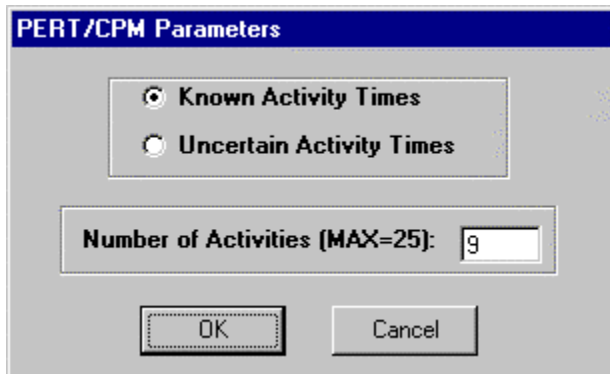 PERT/CPM Parameters
Known Activity Times
Uncertain Activity Times
Number of Activities (MAX=25): 9
OK Cancel